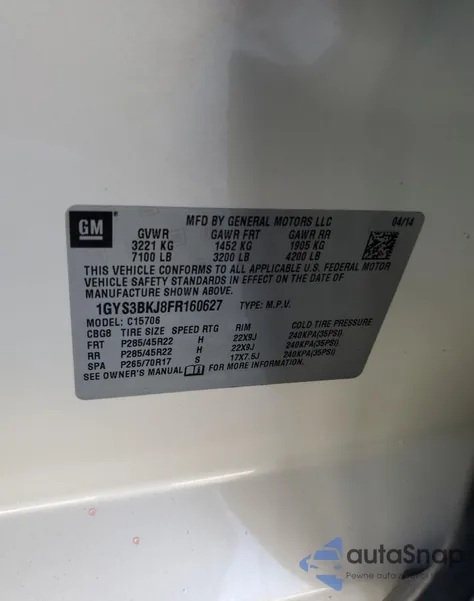 GM
MFD BY GENERAL MOTORS LLC 04/14
GVWR GAWR FRT GAWR RR
3221 KG 1452 KG 1905 KG
7100 LB 3200 LB 4200 LB
THIS VEHICLE CONFORMS TO ALL APPLICABLE U.S. FEDERAL MOTOR
VEHICLE SAFETY STANDARDS IN EFFECT ON THE DATE OF
MANUFACTURE SHOWN ABOVE.
1GYS3BKJ8FR160627 TYPE: M.P.V.
MODEL: C15706
CBGB TIRE SIZE SPEED RTG RIM COLD TIRE PRESSURE
FRT P285/45R22 H 22X9J 240KPA(35PSI)
RR P285/45R22 H 22X9J 240KPA(35PSI)
SPA P265/70R17 S 17X7.5J 240KPA(35PSI)
SEE OWNER'S MANUAL FOR MORE INFORMATION.
autoSnap
Pewne auto